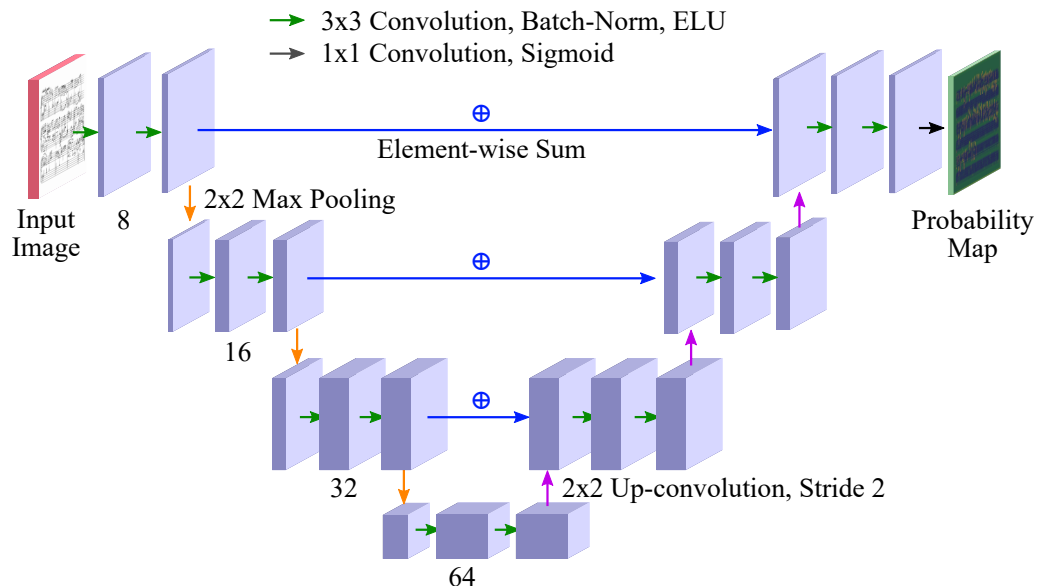 3x3 Convolution, Batch-Norm, ELU
1x1 Convolution, Sigmoid
⊕
Element-wise Sum
2x2 Max Pooling
Input
Image
8
Probability
Map
⊕
16
⊕
32
2x2 Up-convolution, Stride 2
64